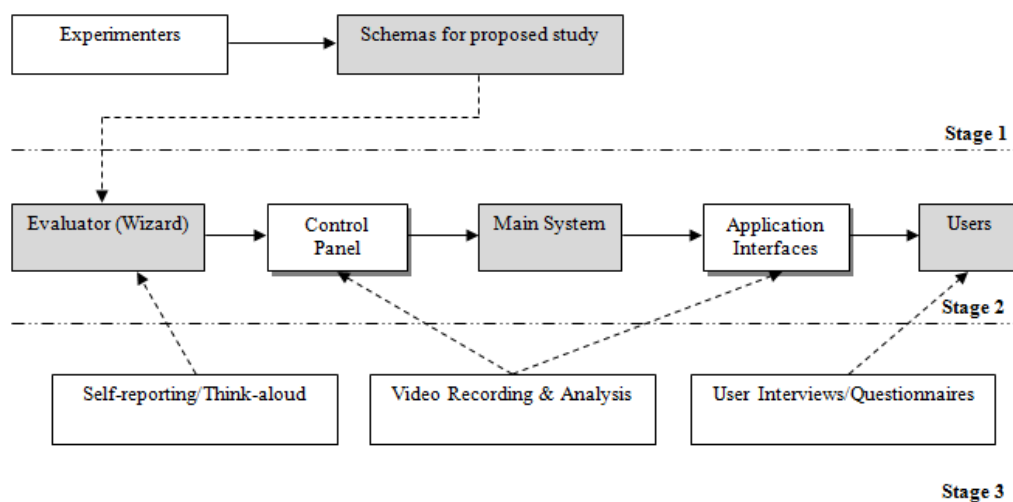 Experimenters
Schemas for proposed study
Stage 1
Evaluator (Wizard)
Control
Panel
Main System
Application
Interfaces
Users
Stage 2
Self-reporting/Think-aloud
Video Recording & Analysis
User Interviews/Questionnaires
Stage 3